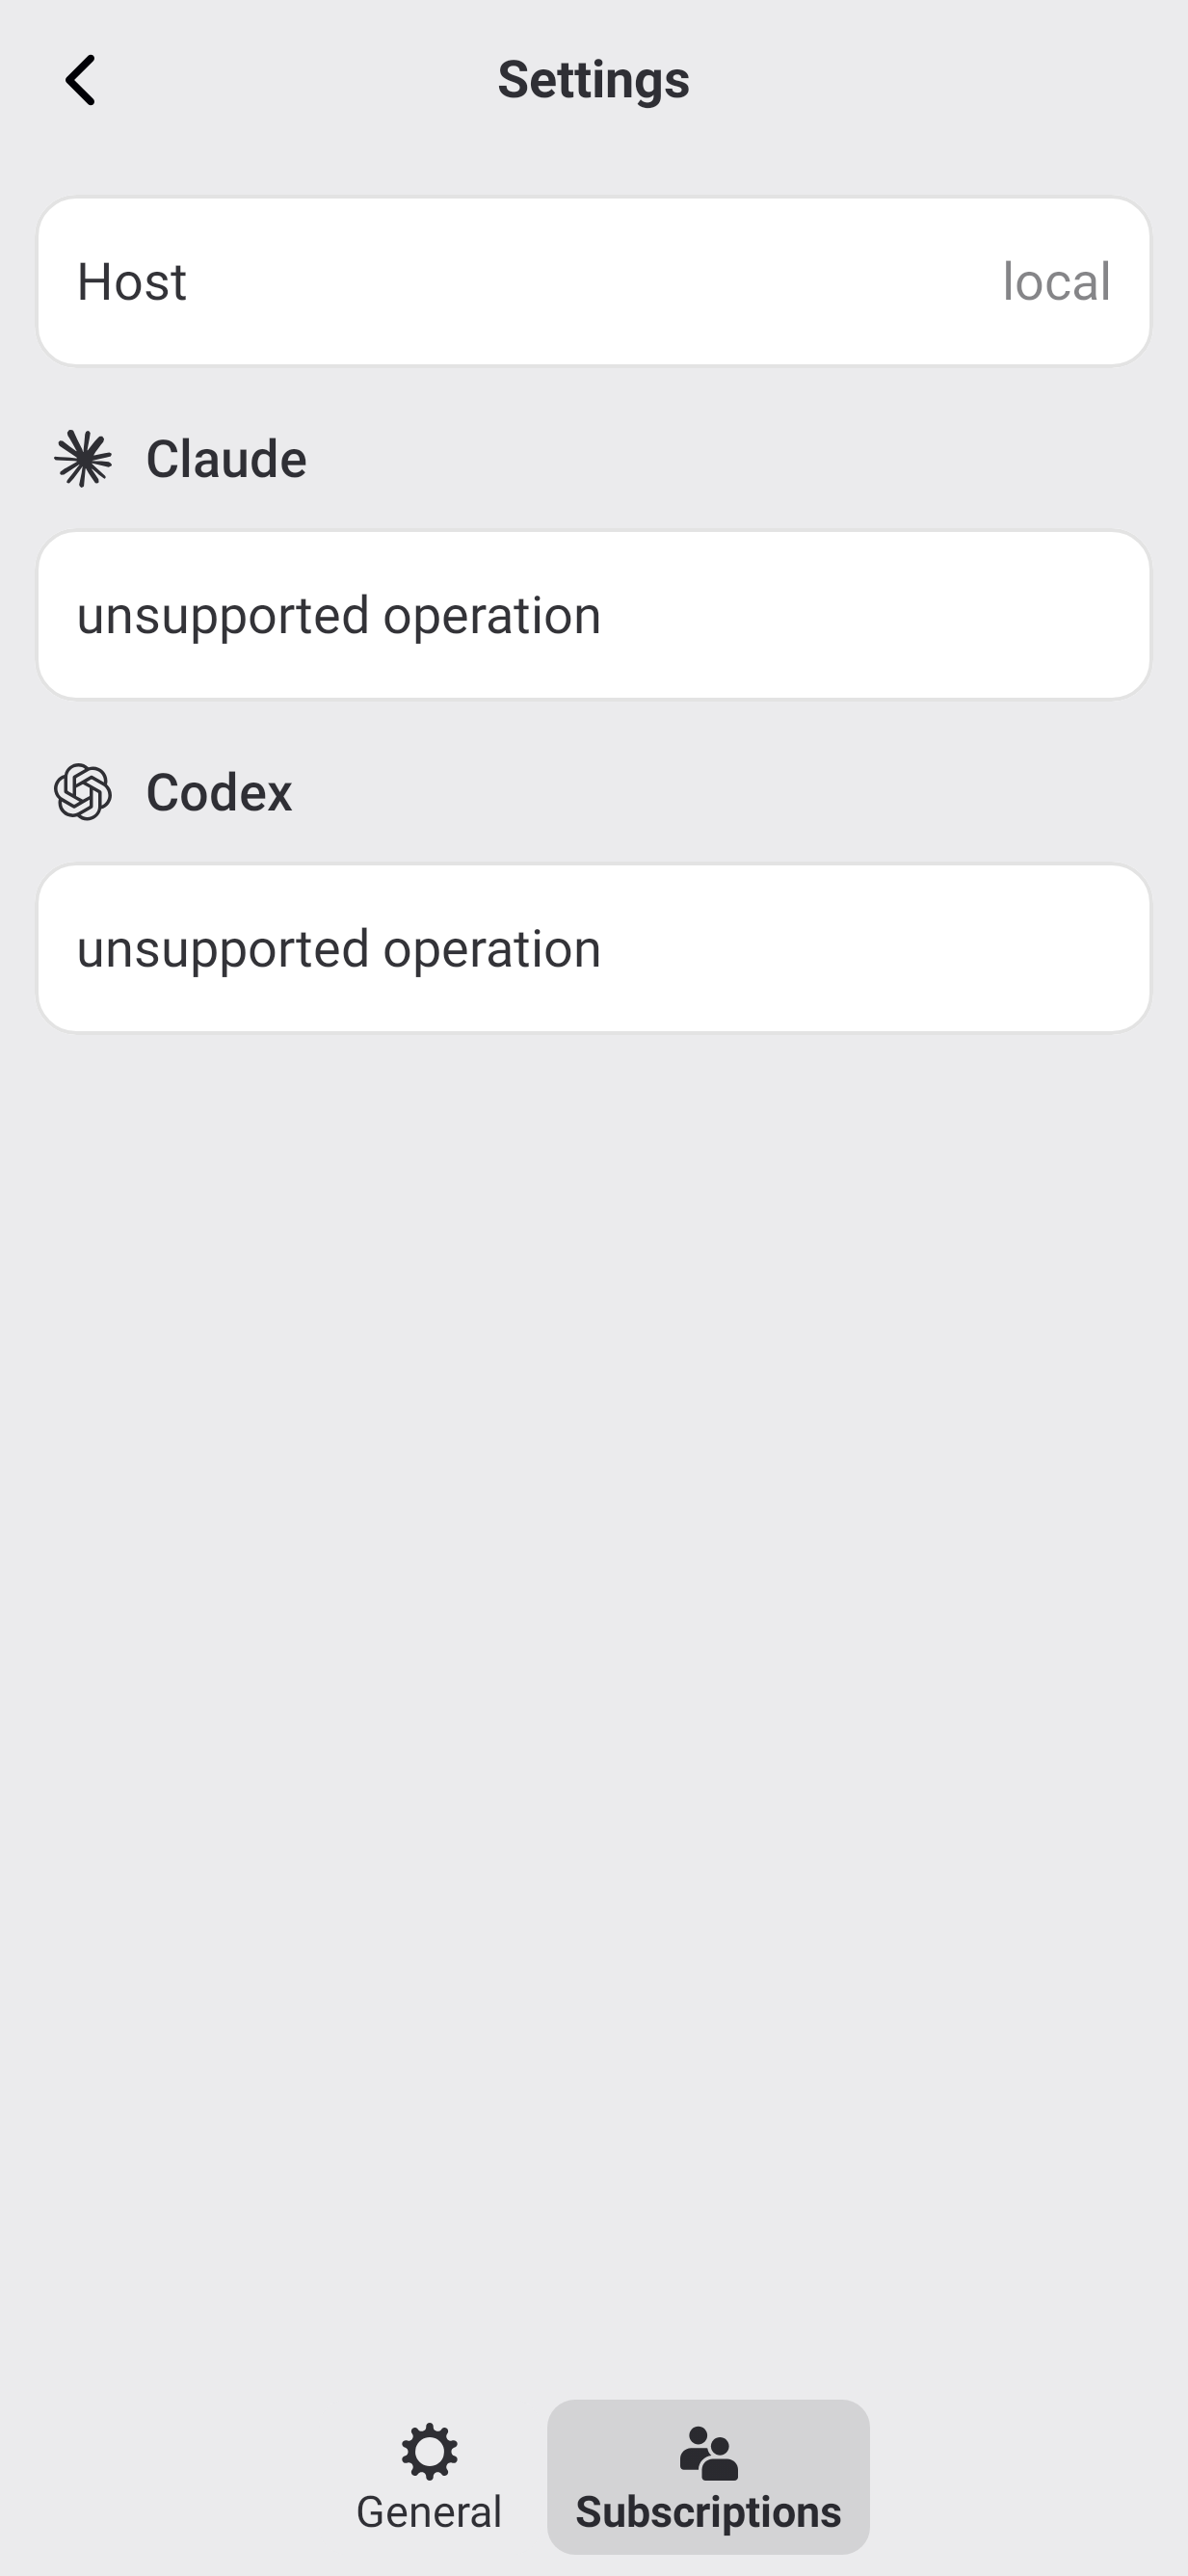 Settings
Host local
Claude
unsupported operation
Codex
unsupported operation
General Subscriptions